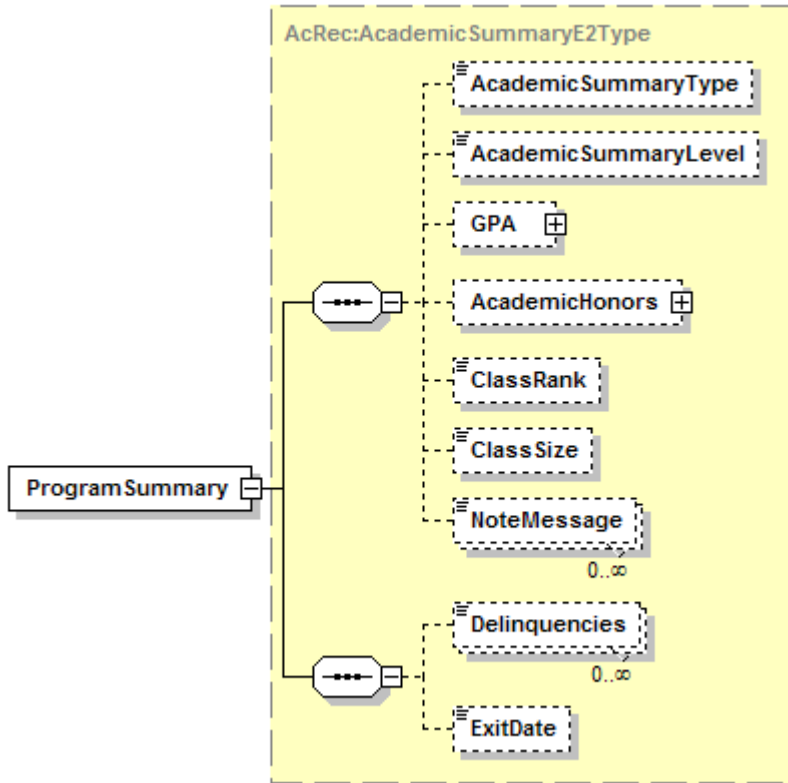 AcRec:AcademicSummaryE2Type
AcademicSummaryType
AcademicSummaryLevel
GPA
AcademicHonors
ClassRank
ClassSize
ProgramSummary
NoteMessage
0..∞
Delinquencies
0..∞
ExitDate